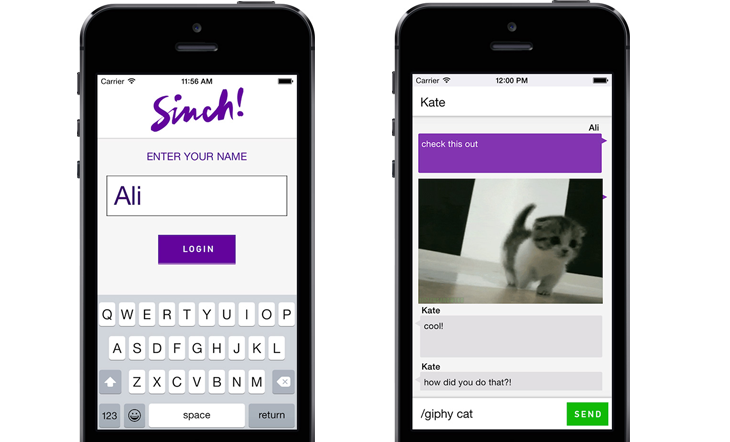 Carrier 11:56 AM
Sinch!
ENTER YOUR NAME
Ali
LOGIN
Q W E R T Y U I O P
A S D F G H J K L
Z X C V B N M
123 space return
Carrier 12:00 PM
Kate
Ali
check this out
Kate
cool!
Kate
how did you do that?!
/giphy cat SEND